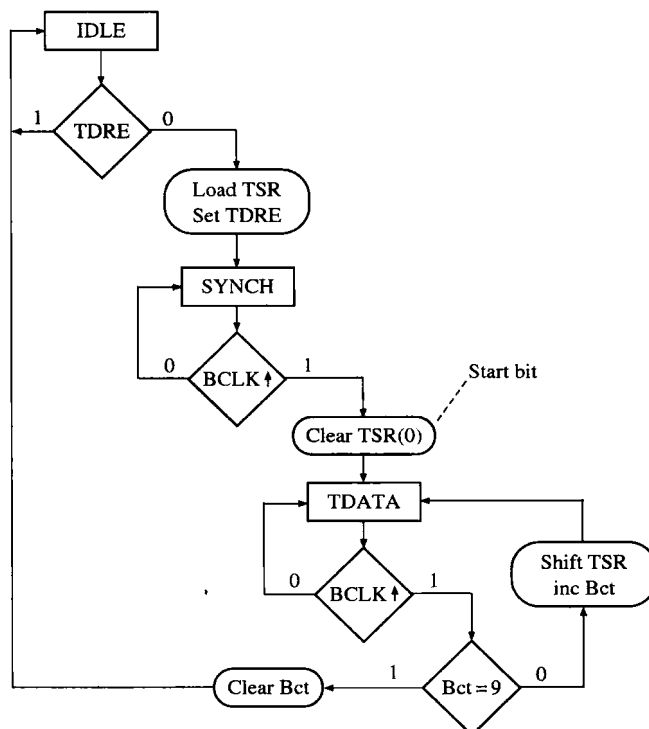 IDLE
1
TDRE
0
Load TSR
Set TDRE
SYNCH
0
BCLK ↑
1
Start bit
Clear TSR(0)
TDATA
0
BCLK ↑
1
Shift TSR
inc Bct
Clear Bct
1
Bct = 9
0